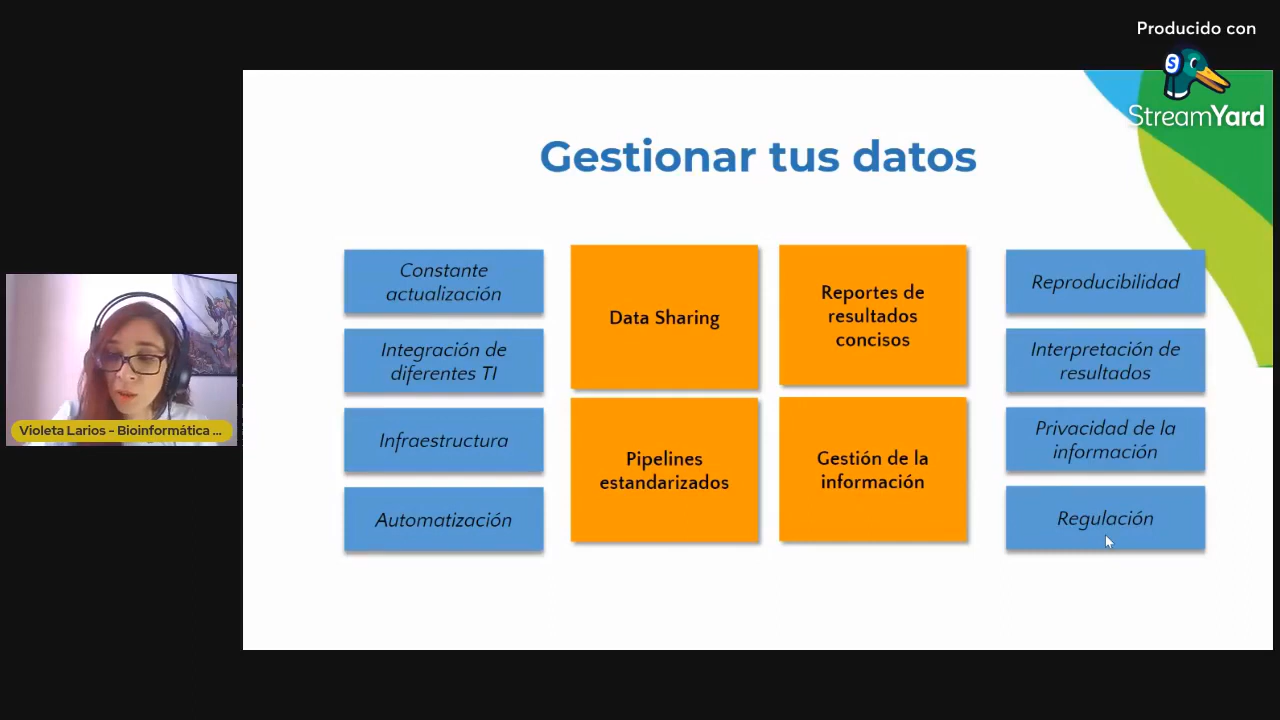 Producido con
StreamYard
Gestionar tus datos
Constante
actualización
Integración de
diferentes TI
Infraestructura
Automatización
Data Sharing
Reportes de
resultados
concisos
Pipelines
estandarizados
Gestión de la
información
Reproducibilidad
Interpretación de
resultados
Privacidad de la
información
Regulación
Violeta Larios - Bioinformática ...